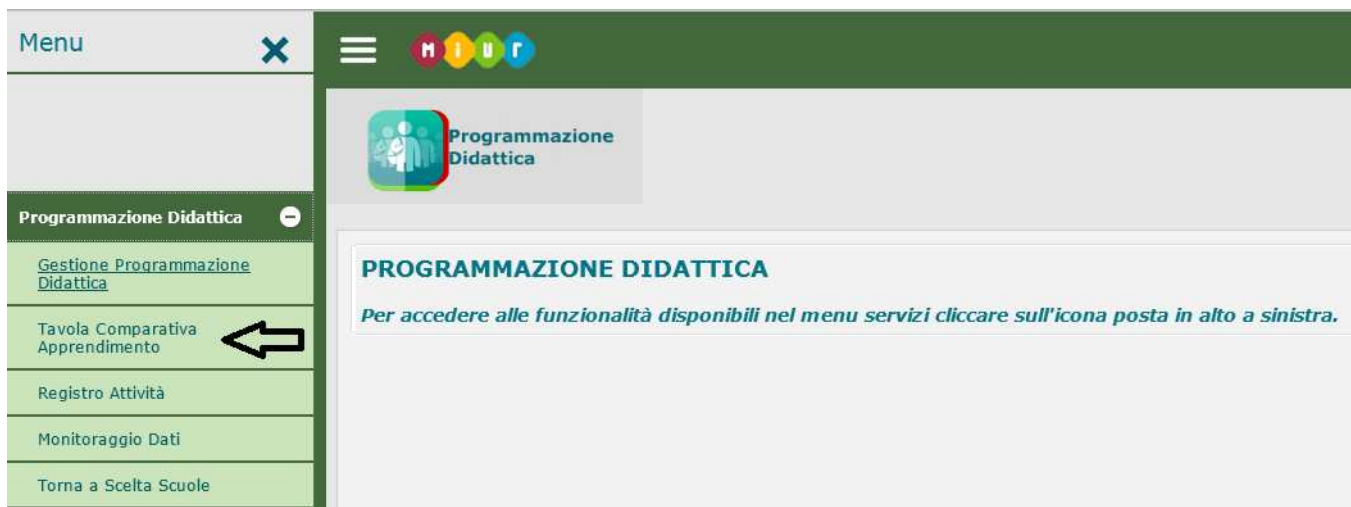 Menu
MIUr
Programmazione
Didattica
Programmazione Didattica
Gestione Programmazione
Didattica
Tavola Comparativa
Apprendimento
Registro Attività
Monitoraggio Dati
Torna a Scelta Scuole
PROGRAMMAZIONE DIDATTICA
Per accedere alle funzionalità disponibili nel menu servizi cliccare sull'icona posta in alto a sinistra.